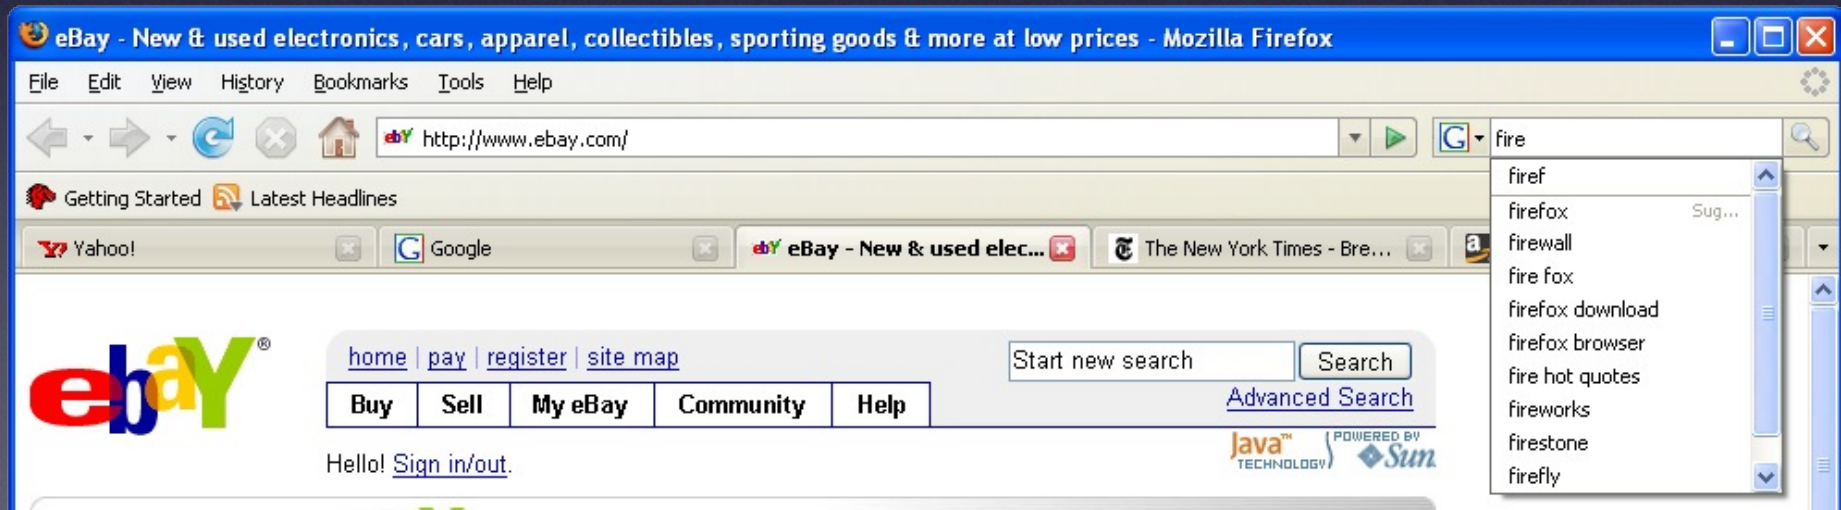 eBay - New & used electronics, cars, apparel, collectibles, sporting goods & more at low prices - Mozilla Firefox
File Edit View History Bookmarks Tools Help
ebY http://www.ebay.com/
G fire
Getting Started Latest Headlines
Y! Yahoo! G Google ebY eBay - New & used elec... T The New York Times - Bre... a
firef
firefox Sug...
firewall
fire fox
firefox download
firefox browser
fire hot quotes
fireworks
firestone
firefly
ebaY®
home | pay | register | site map
Start new search Search
Buy Sell My eBay Community Help
Advanced Search
Hello! Sign in/out.
Java™ TECHNOLOGY
POWERED BY Sun